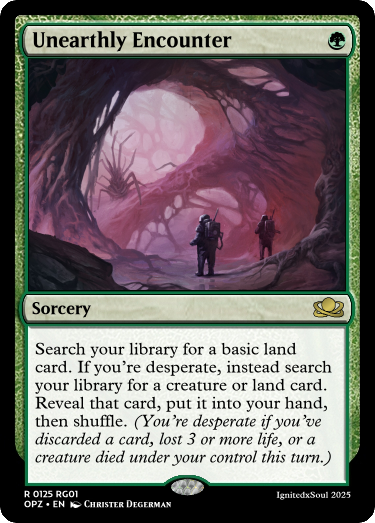 Unearthly Encounter
Sorcery
Search your library for a basic land
card. If you're desperate, instead search
your library for a creature or land card.
Reveal that card, put it into your hand,
then shuffle. (You're desperate if you've
discarded a card, lost 3 or more life, or a
creature died under your control this turn.)
R 0125 RG01
OPZ • EN Christer Degerman
IgnitedxSoul 2025